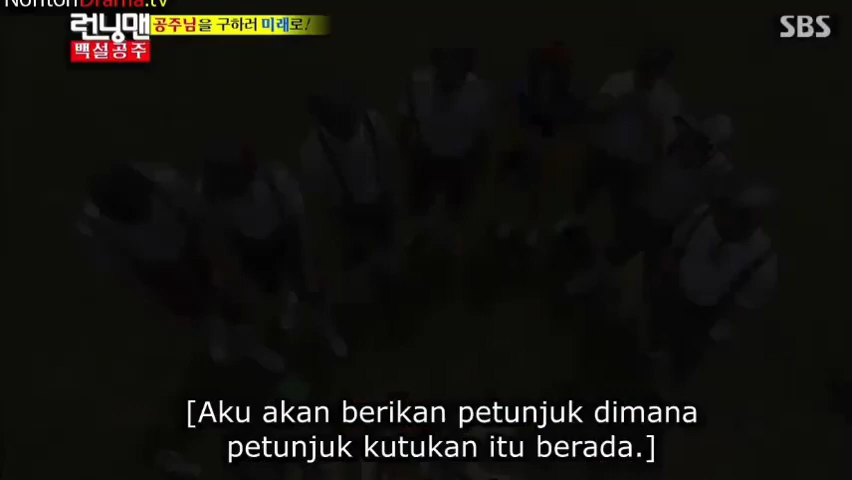 NontonDrama.tv
런닝맨
공주님을 구하러 미래로!
SBS
백설공주
[Aku akan berikan petunjuk dimana
petunjuk kutukan itu berada.]